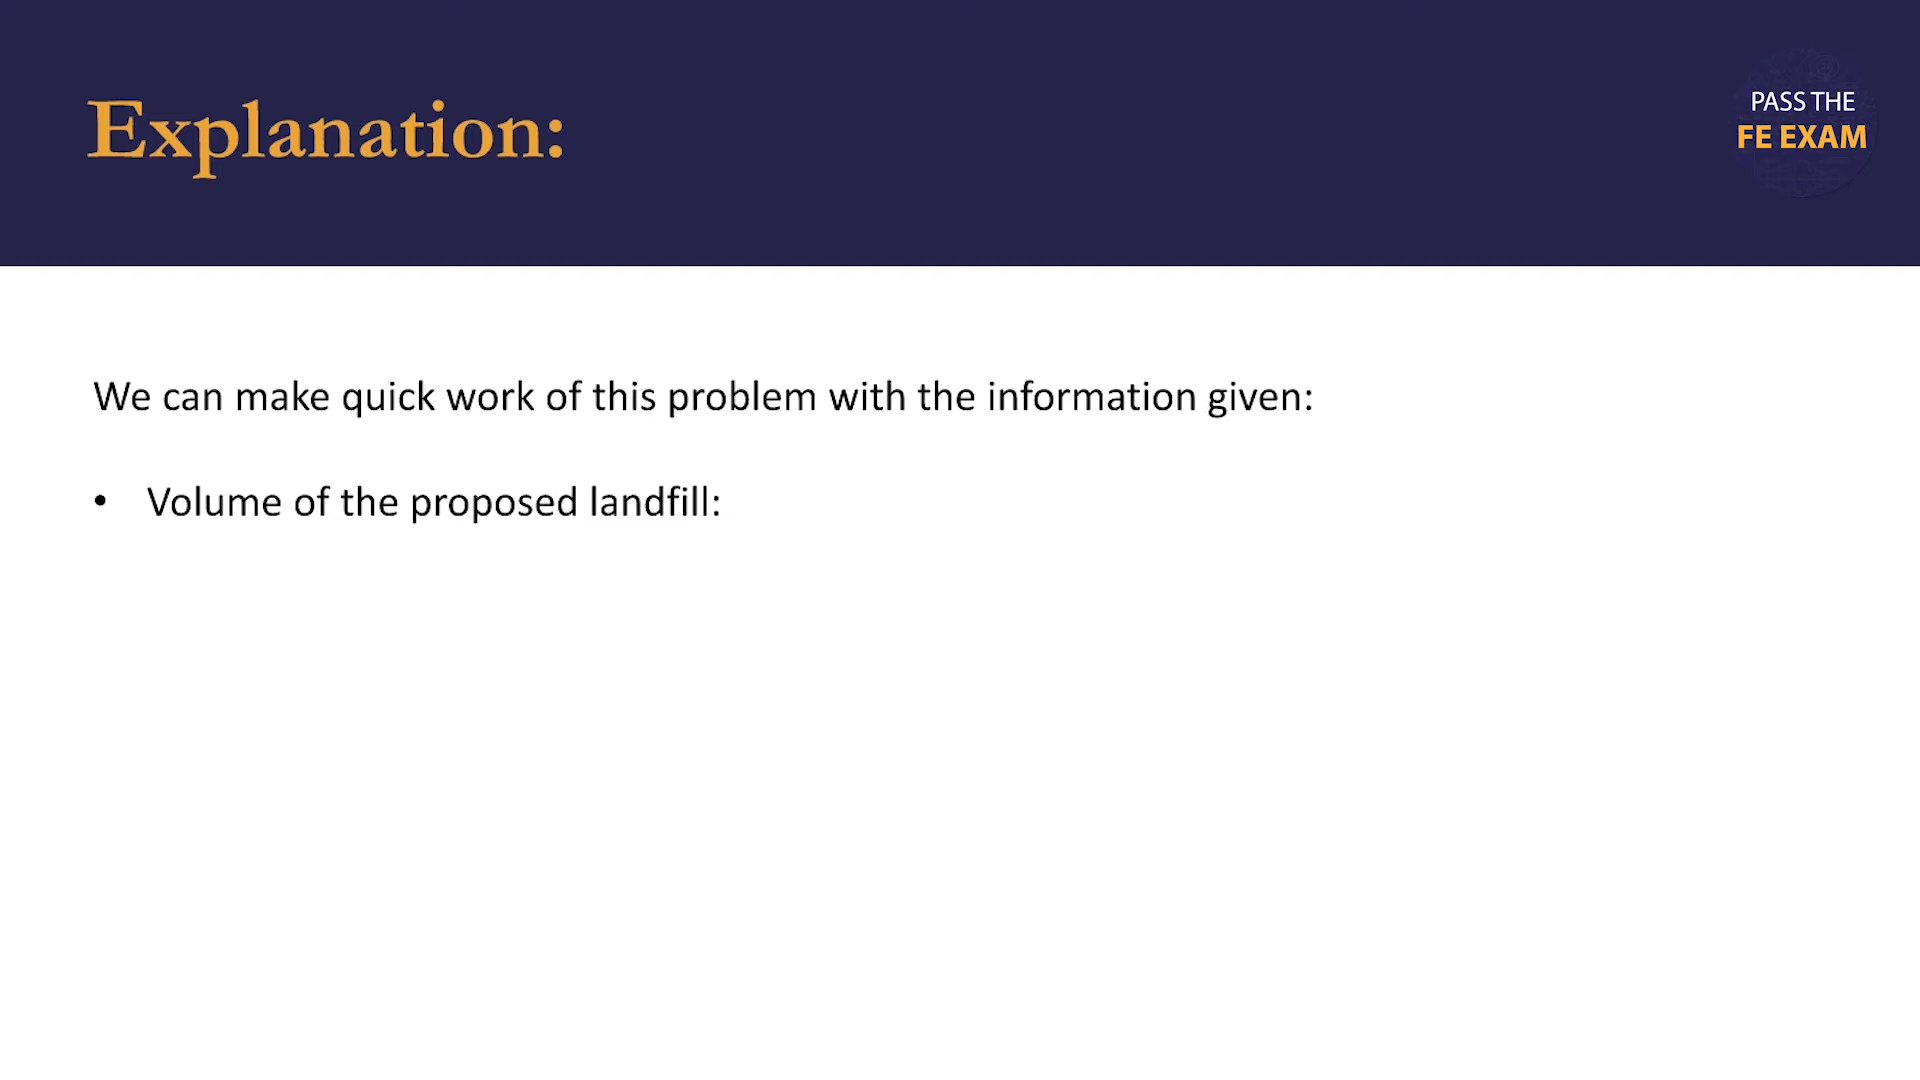 Explanation:
PASS THE
FE EXAM
We can make quick work of this problem with the information given:
• Volume of the proposed landfill: